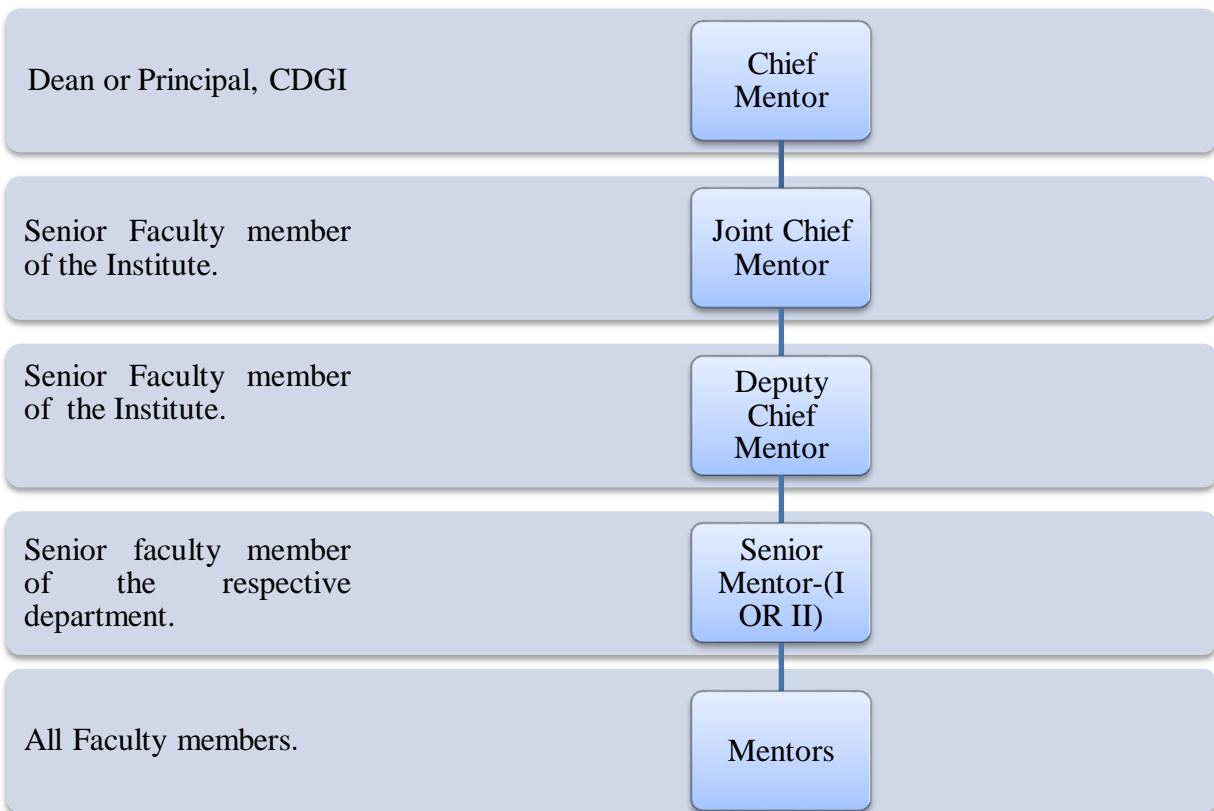 Dean or Principal, CDGI
Chief
Mentor
Senior Faculty member
of the Institute.
Joint Chief
Mentor
Senior Faculty member
of the Institute.
Deputy
Chief
Mentor
Senior faculty member
of the respective
department.
Senior
Mentor-(I
OR II)
All Faculty members.
Mentors